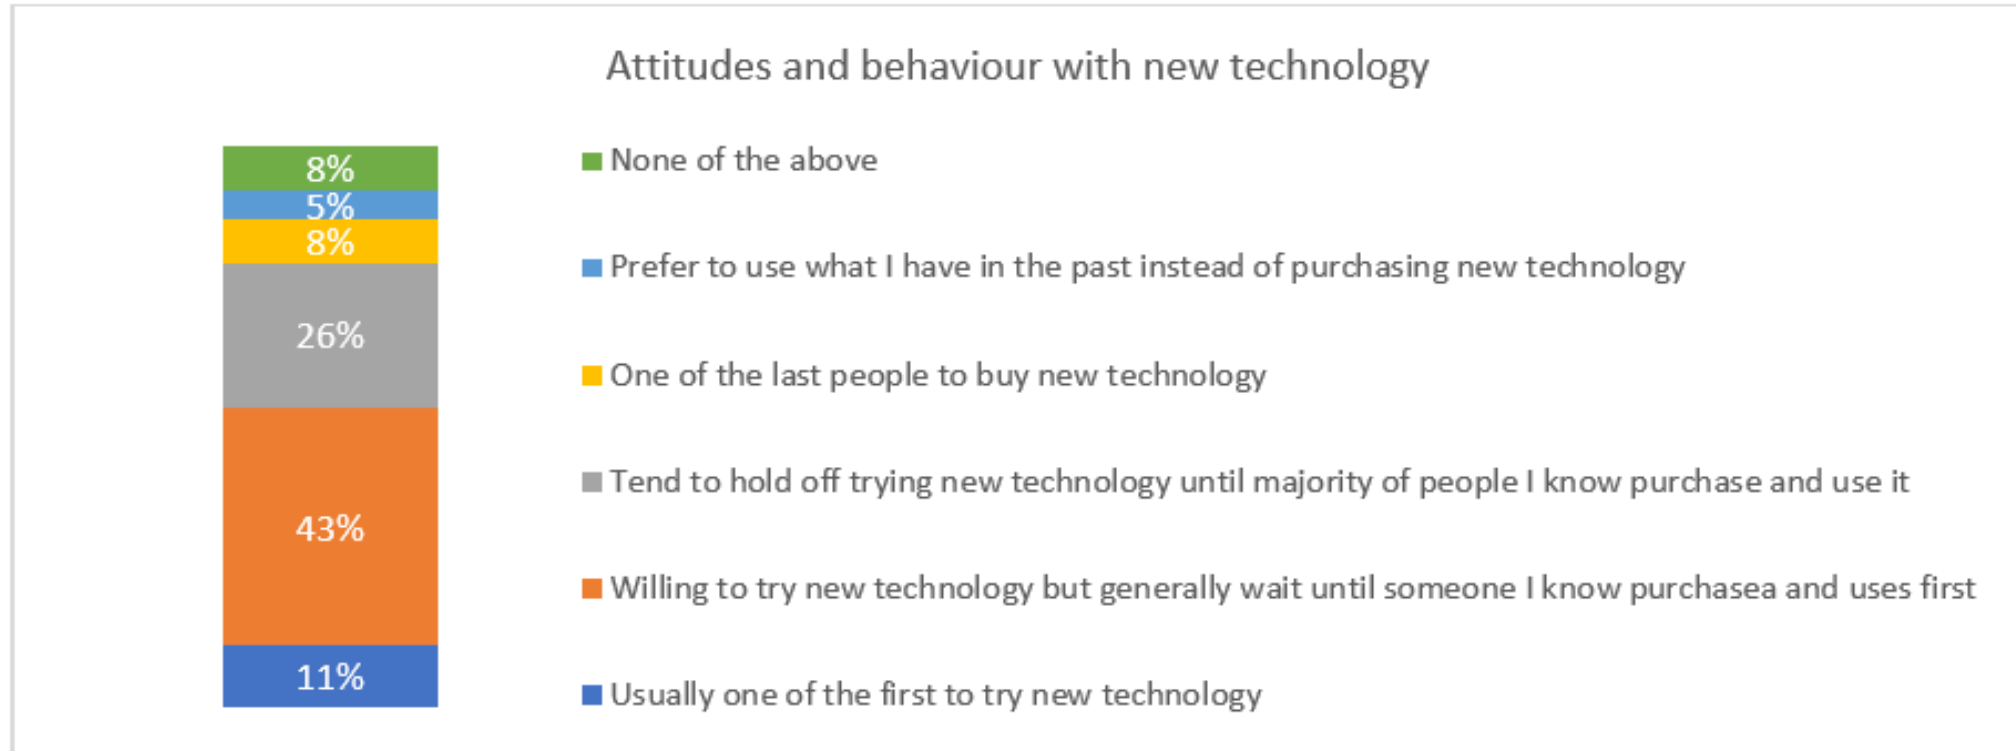 Attitudes and behaviour with new technology
8%
5%
8%
26%
43%
11%
None of the above
Prefer to use what I have in the past instead of purchasing new technology
One of the last people to buy new technology
Tend to hold off trying new technology until majority of people I know purchase and use it
Willing to try new technology but generally wait until someone I know purchasea and uses first
Usually one of the first to try new technology